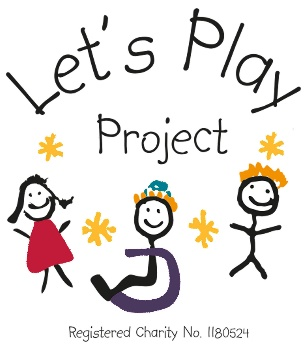 Let's Play
Project
Registered Charity No. 1180524